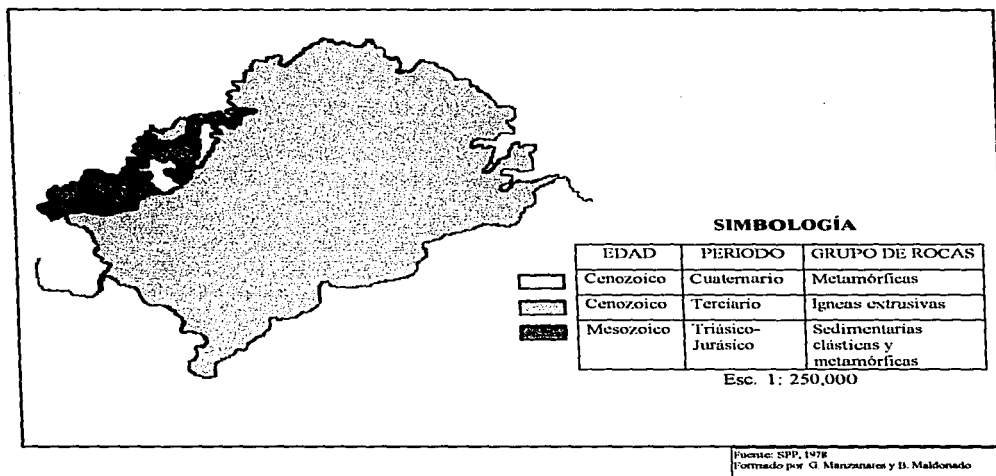 SIMBOLOGÍA
EDAD PERIODO GRUPO DE ROCAS
Cenozoico Cuaternario Metamórficas
Cenozoico Terciario Igneas extrusivas
Mesozoico Triásico- Sedimentarias
Jurásico clásticas y
metamórficas
Esc. 1: 250,000
Fuente: SPP, 1978
Formado por G. Manzanares y B. Maldonado